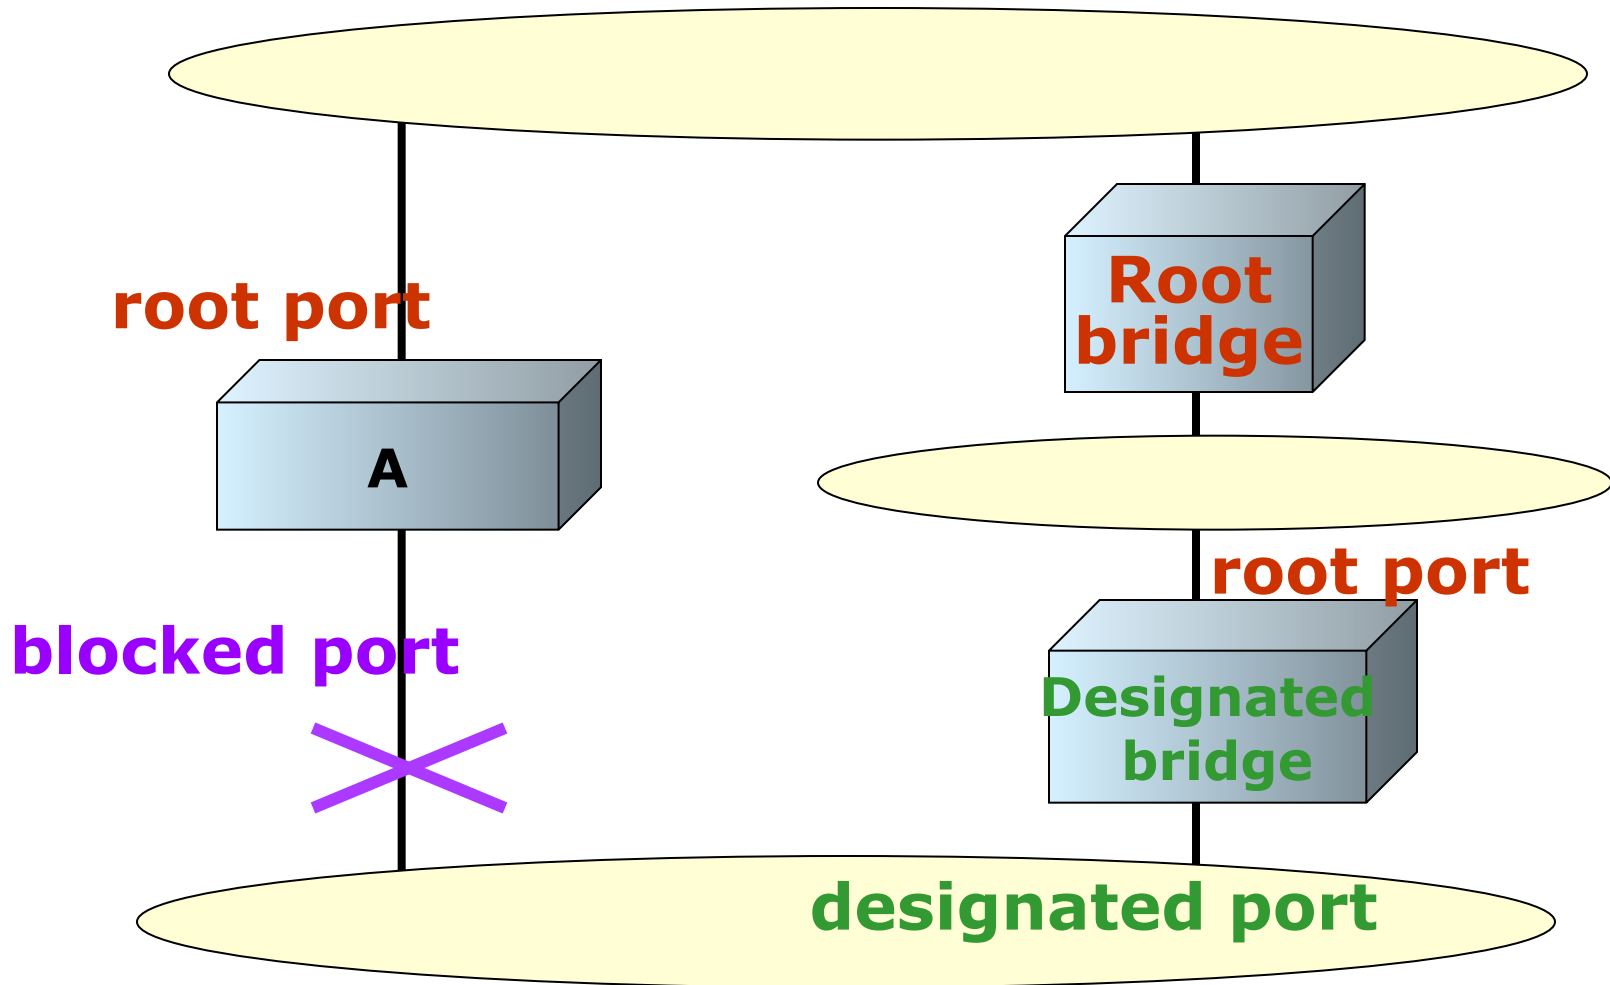 Root
bridge
root port
A
root port
blocked port
Designated
bridge
designated port